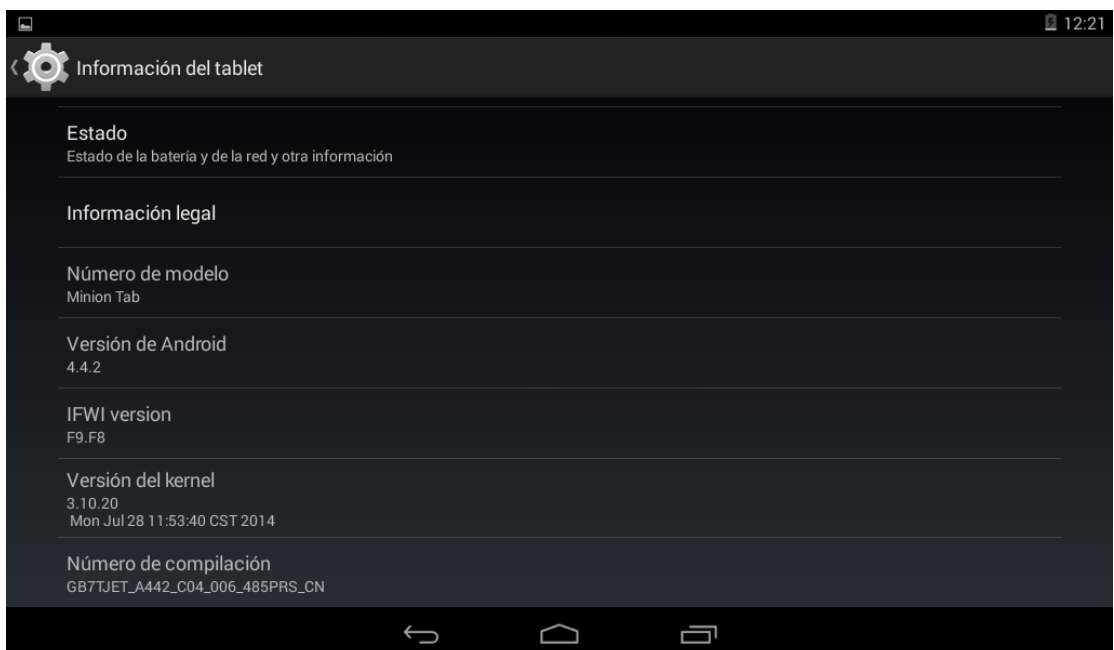 12:21
Información del tablet
Estado
Estado de la batería y de la red y otra información
Información legal
Número de modelo
Minion Tab
Versión de Android
4.4.2
IFWI version
F9.F8
Versión del kernel
3.10.20
Mon Jul 28 11:53:40 CST 2014
Número de compilación
GB7TJET_A442_C04_006_485PRS_CN